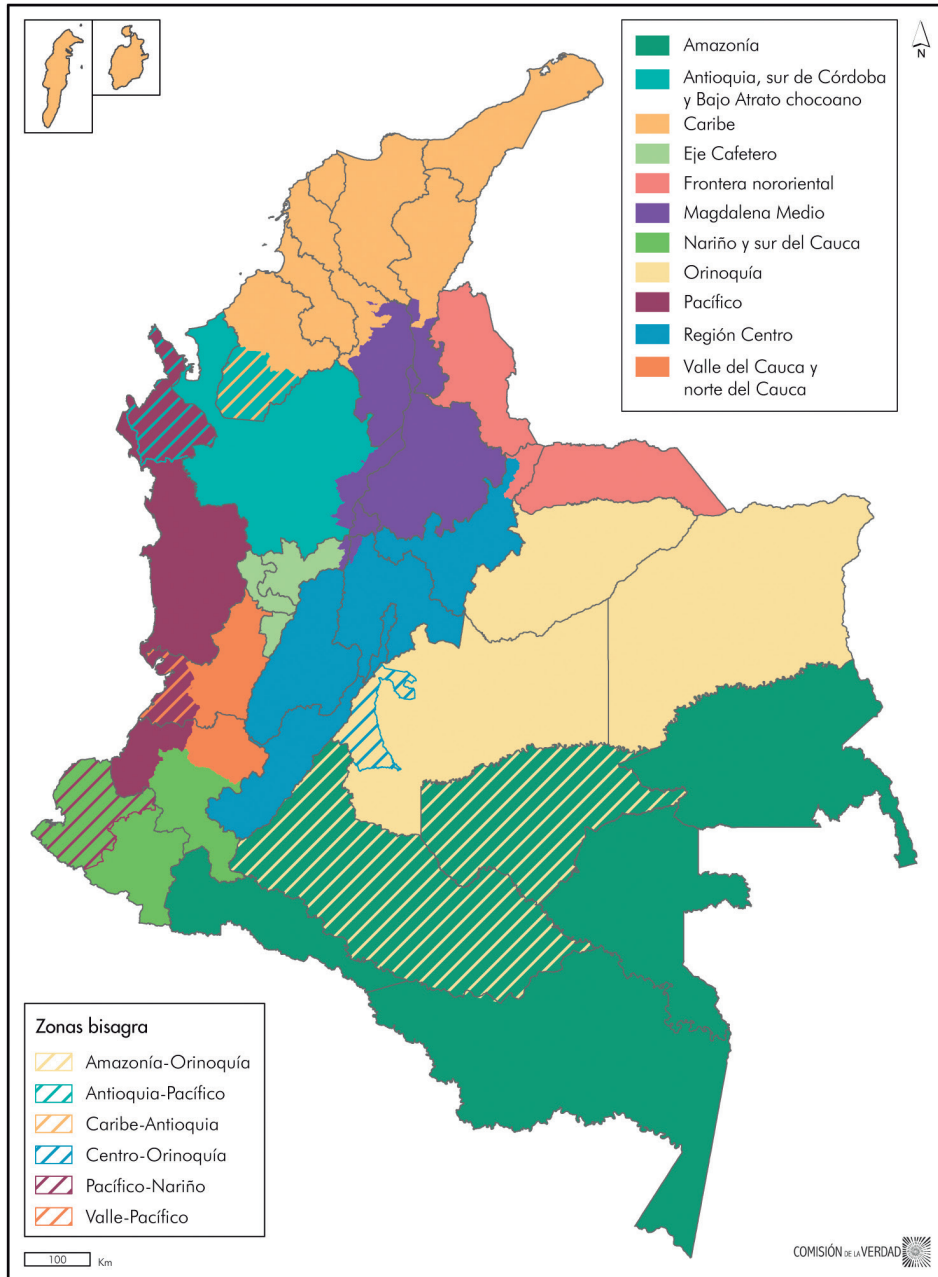 N
Amazonía
Antioquia, sur de Córdoba
y Bajo Atrato chocoano
Caribe
Eje Cafetero
Frontera nororiental
Magdalena Medio
Nariño y sur del Cauca
Orinoquía
Pacífico
Región Centro
Valle del Cauca y
norte del Cauca
Zonas bisagra
Amazonía-Orinoquía
Antioquia-Pacífico
Caribe-Antioquia
Centro-Orinoquía
Pacífico-Nariño
Valle-Pacífico
100 Km
COMISIÓN DE LA VERDAD